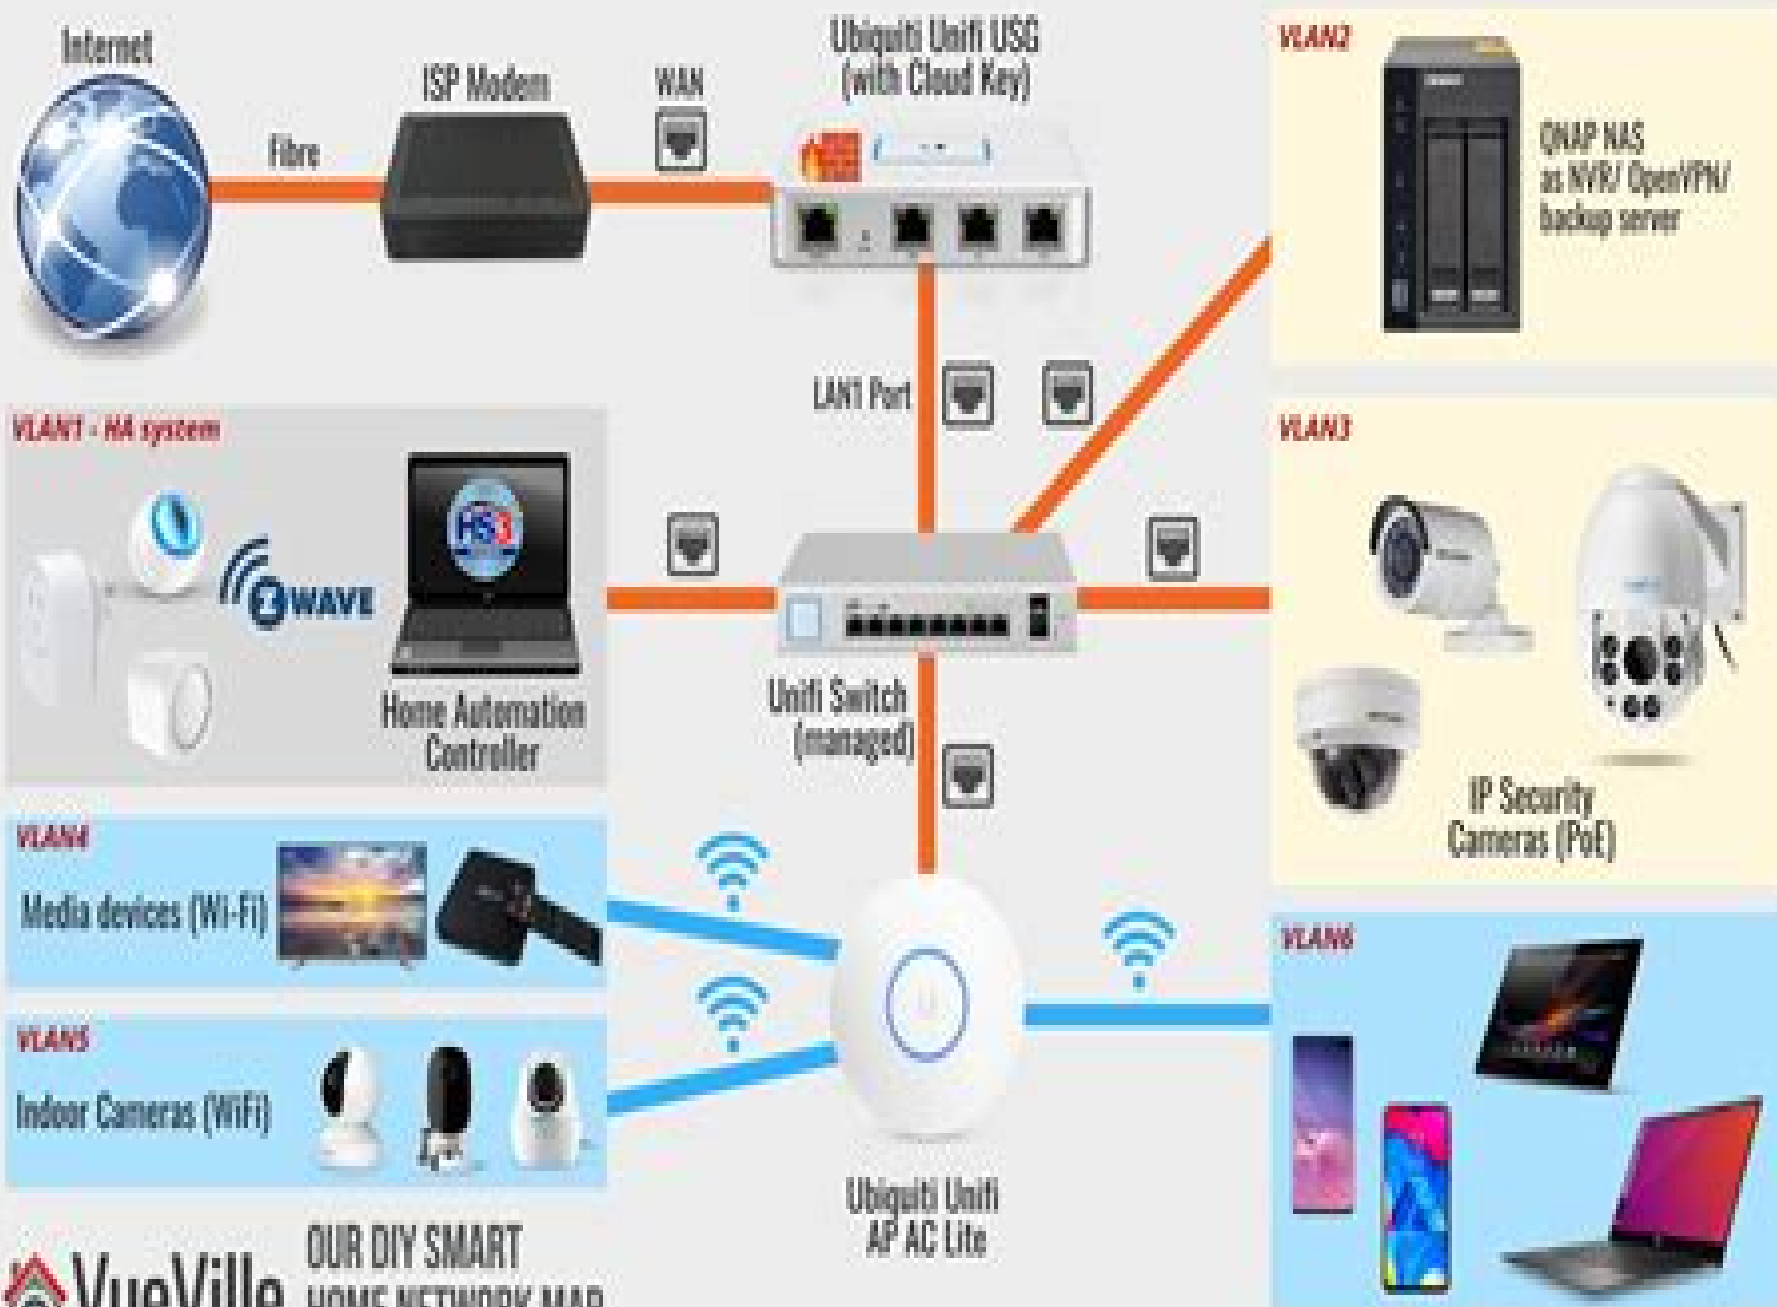 Internet
Fibre
ISP Modem
WAN
Ubiquiti Unifi USG
(with Cloud Key)
VLAN2
QNAP NAS
as NVR/ OpenVPN/
backup server
LAN1 Port
VLAN1 - HA system
HS3
Z WAVE
Home Automation
Controller
Unifi Switch
(managed)
VLAN3
IP Security
Cameras (PoE)
VLAN4
Media devices (Wi-Fi)
VLAN5
Indoor Cameras (WiFi)
Ubiquiti Unifi
AP AC Lite
VLAN6
VueVille
OUR DIY SMART
HOME NETWORK MAP